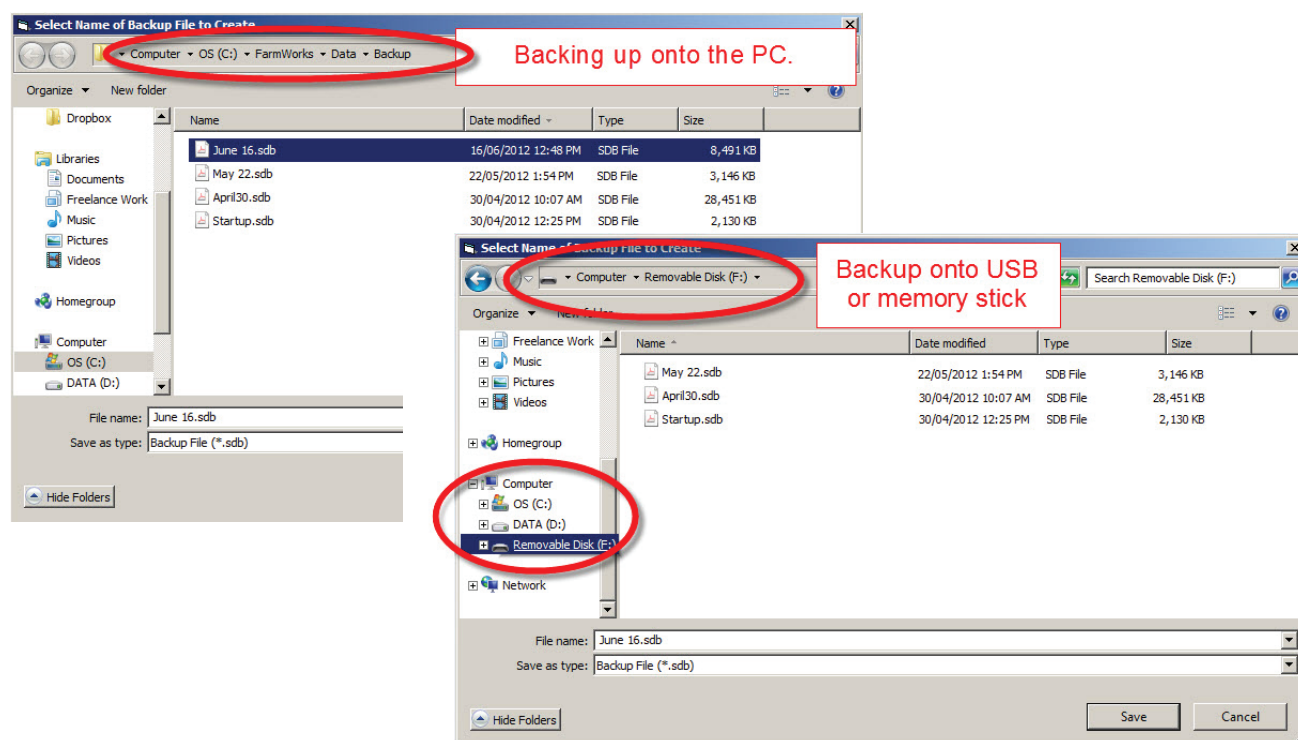 Select Name of Backup File to Create
Backing up onto the PC.
Computer OS (C:) FarmWorks Data Backup
Organize New folder
Dropbox
Libraries
Documents
Freelance Work
Music
Pictures
Videos
Homegroup
Computer
OS (C:)
DATA (D:)
Name Date modified Type Size
June 16.sdb 16/06/2012 12:48 PM SDB File 8,491 KB
May 22.sdb 22/05/2012 1:54 PM SDB File 3,146 KB
April30.sdb 30/04/2012 10:07 AM SDB File 28,451 KB
Startup.sdb 30/04/2012 12:25 PM SDB File 2,130 KB
File name: June 16.sdb
Save as type: Backup File (*.sdb)
Hide Folders
Select Name of Backup File to Create
Backup onto USB
or memory stick
Computer Removable Disk (F:)
Search Removable Disk (F:)
Organize New folder
Freelance Work
Music
Pictures
Videos
Homegroup
Computer
OS (C:)
DATA (D:)
Removable Disk (F:)
Network
Name Date modified Type Size
May 22.sdb 22/05/2012 1:54 PM SDB File 3,146 KB
April30.sdb 30/04/2012 10:07 AM SDB File 28,451 KB
Startup.sdb 30/04/2012 12:25 PM SDB File 2,130 KB
File name: June 16.sdb
Save as type: Backup File (*.sdb)
Hide Folders
Save Cancel